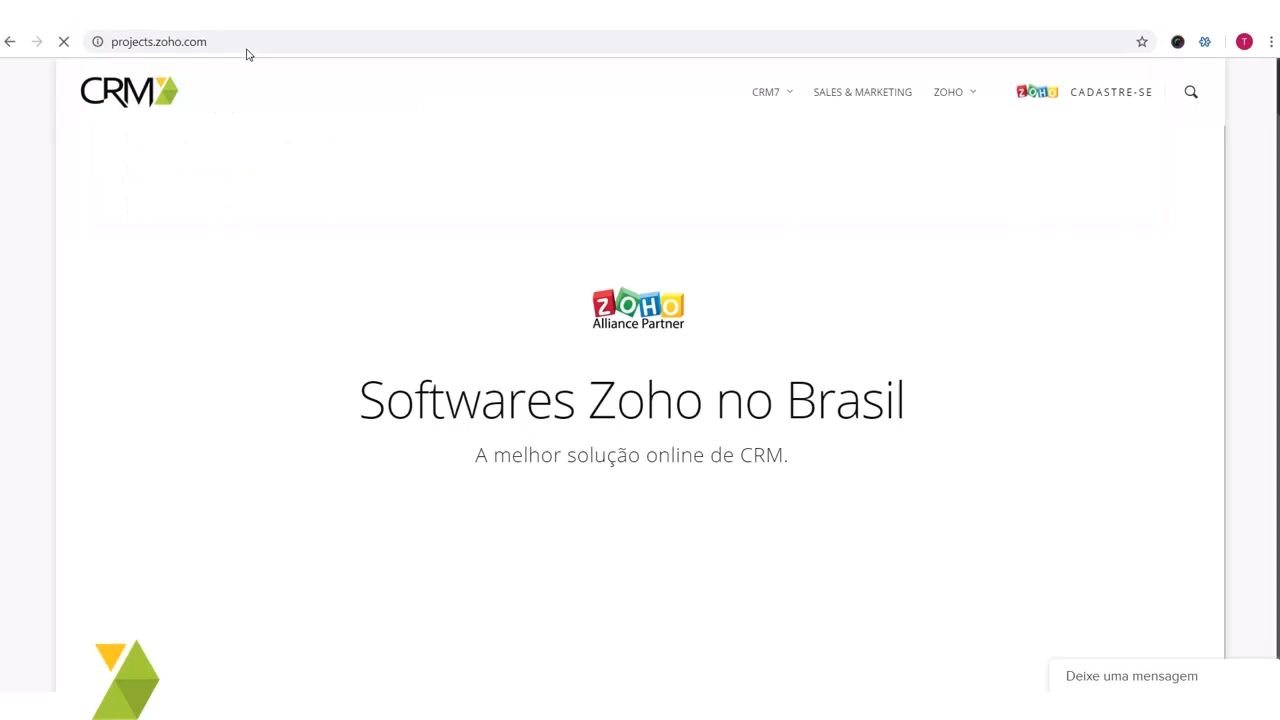 projects.zoho.com
T
CRM7
CRM7 SALES & MARKETING ZOHO ZOHO CADASTRE-SE
ZOHO
Alliance Partner
Softwares Zoho no Brasil
A melhor solução online de CRM.
Deixe uma mensagem